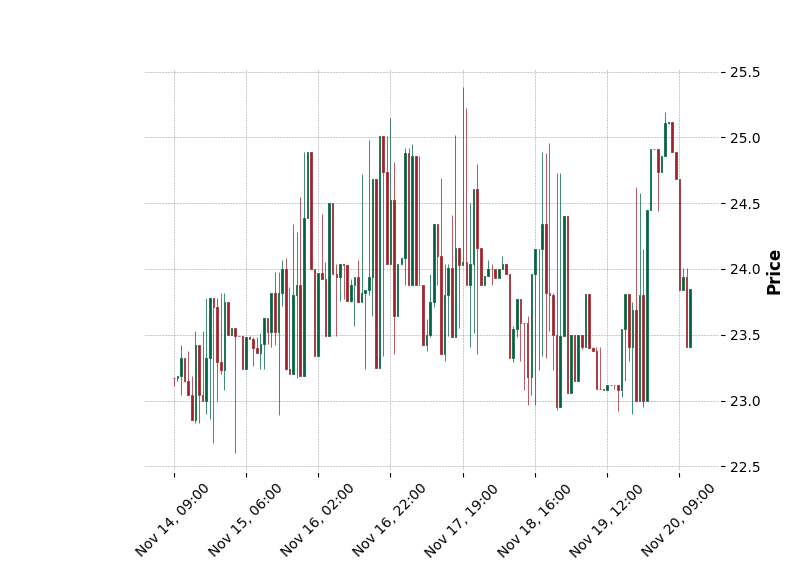 25.5
25.0
24.5
24.0
23.5
23.0
22.5
Price
Nov 14, 09:00
Nov 15, 06:00
Nov 16, 02:00
Nov 16, 22:00
Nov 17, 19:00
Nov 18, 16:00
Nov 19, 12:00
Nov 20, 09:00